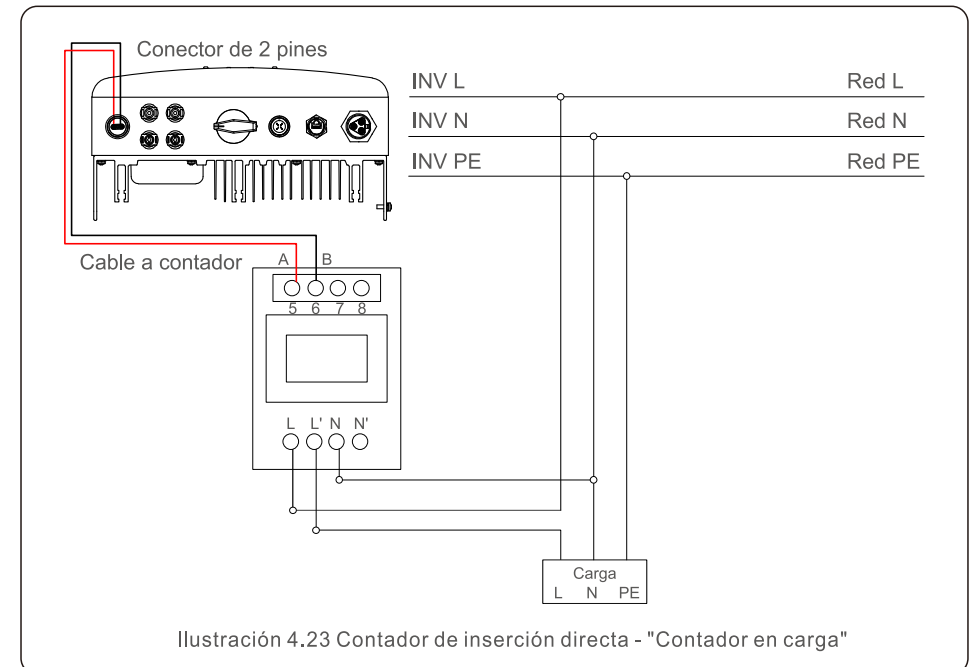 Conector de 2 pines
INV L
Red L
INV N
Red N
INV PE
Red PE
Cable a contador
A B
5 6 7 8
L L' N N'
Carga
L N PE
Ilustración 4.23 Contador de inserción directa - "Contador en carga"